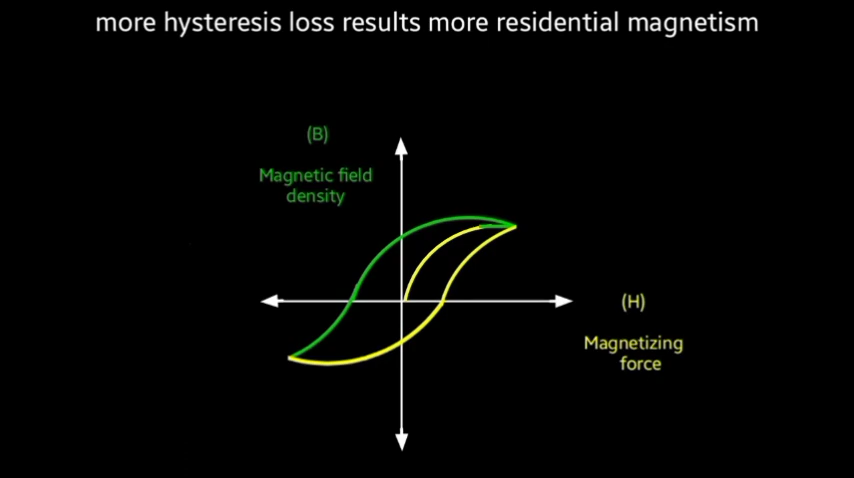 more hysteresis loss results more residential magnetism
(B)
Magnetic field
density
(H)
Magnetizing
force